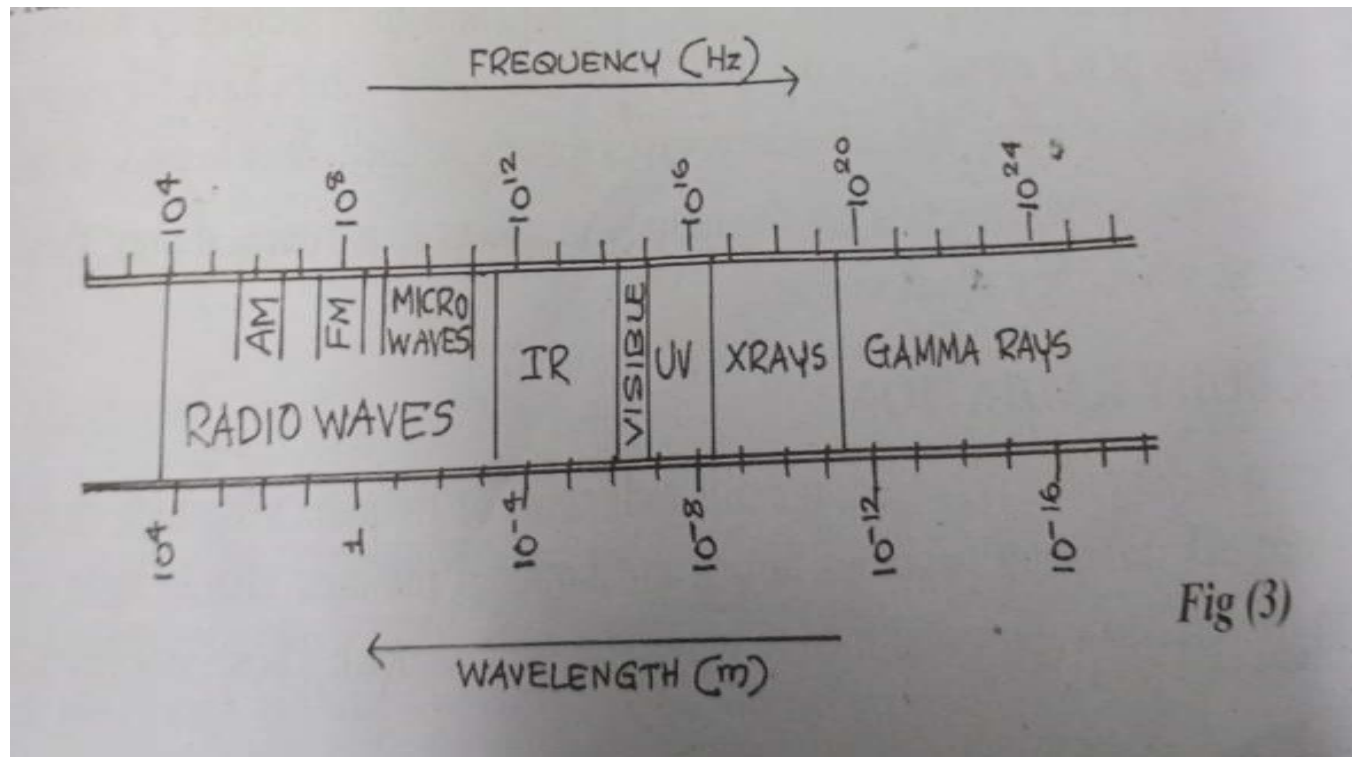 FREQUENCY (Hz)
10⁴ 10⁸ 10¹² 10¹⁶ 10²⁰ 10²⁴
AM FM MICRO WAVES IR VISIBLE UV XRAYS GAMMA RAYS
RADIO WAVES
10⁴ 1 10⁻⁴ 10⁻⁸ 10⁻¹² 10⁻¹⁶
Fig (3)
WAVELENGTH (m)